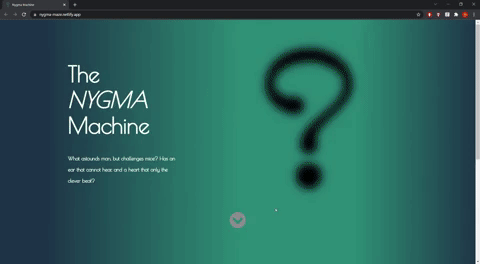 Nygma Machine
nygma-maze.netlify.app
The
NYGMA
Machine
What astounds man, but challenges mice? Has an
ear that cannot hear, and a heart that only the
clever beat?
?